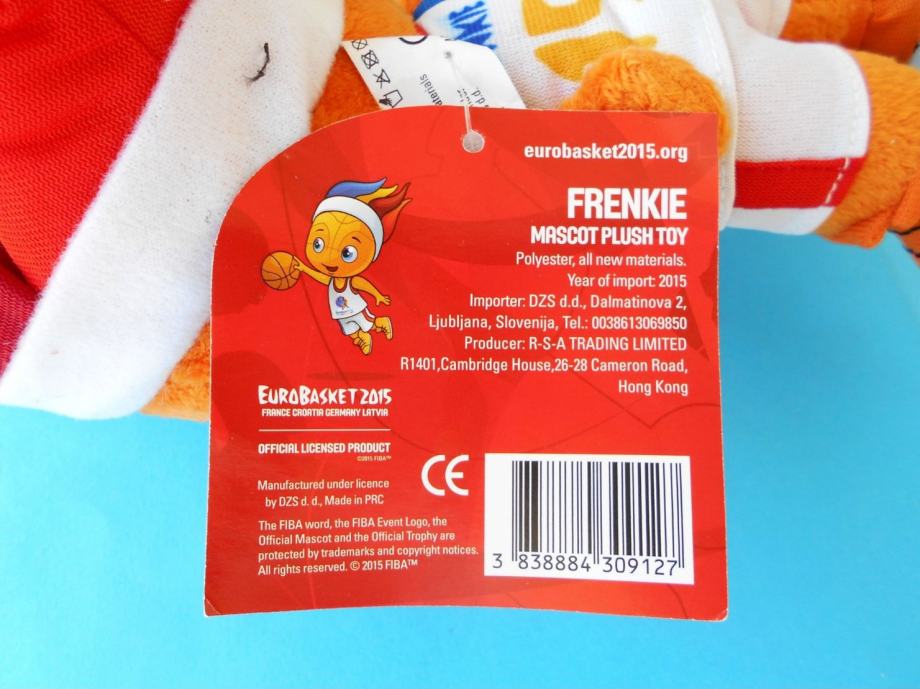 aterials
d.d.
eurobasket2015.org
FRENKIE
MASCOT PLUSH TOY
Polyester, all new materials.
Year of import: 2015
Importer: DZS d.d., Dalmatinova 2,
Ljubljana, Slovenija, Tel.: 0038613069850
Producer: R-S-A TRADING LIMITED
R1401,Cambridge House,26-28 Cameron Road,
Hong Kong
EUROBASKET 2015
FRANCE CROATIA GERMANY LATVIA
OFFICIAL LICENSED PRODUCT
©2015 FIBA™
Manufactured under licence
by DZS d. d., Made in PRC
The FIBA word, the FIBA Event Logo, the
Official Mascot and the Official Trophy are
protected by trademarks and copyright notices.
All rights reserved. © 2015 FIBA™
CE
3 838884 309127